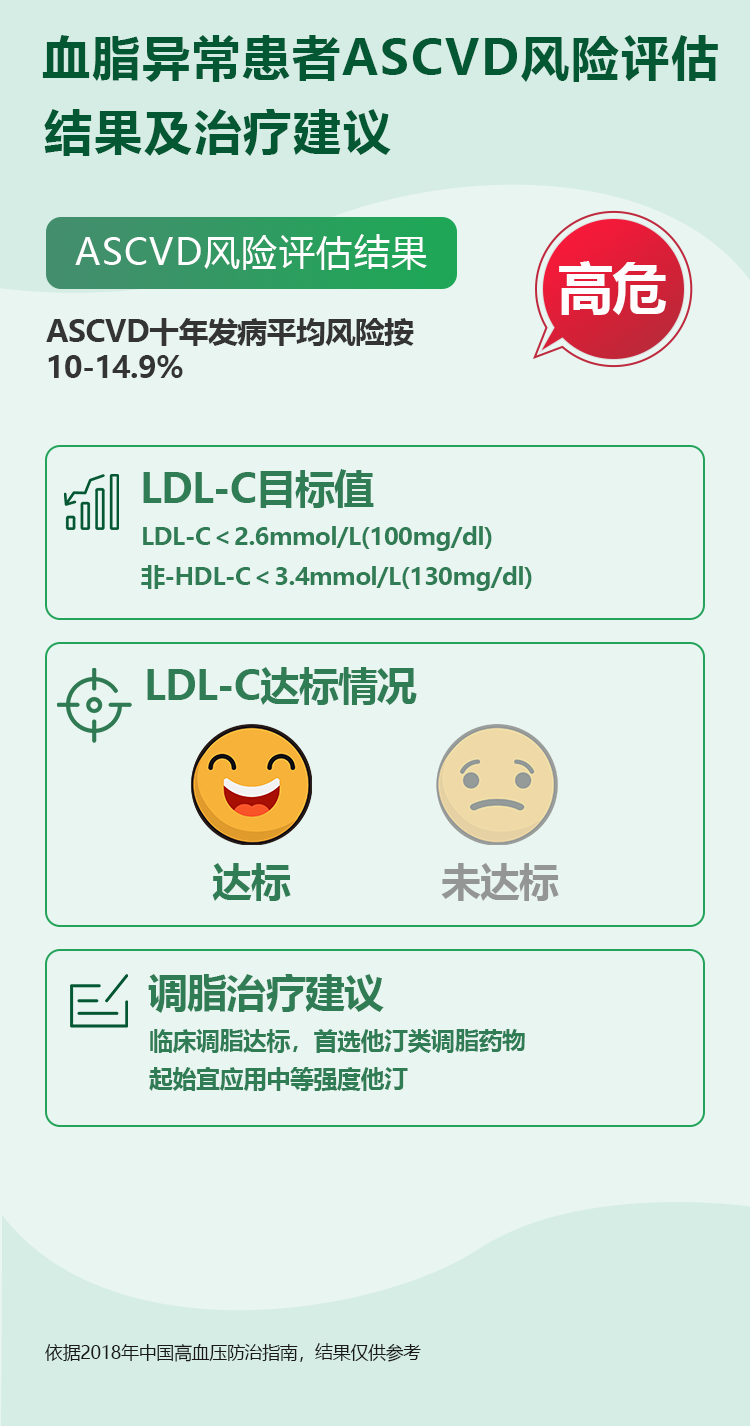 血脂异常患者ASCVD风险评估
结果及治疗建议
ASCVD风险评估结果
高危
ASCVD十年发病平均风险按
10-14.9%
LDL-C目标值
LDL-C＜2.6mmol/L(100mg/dl)
非-HDL-C＜3.4mmol/L(130mg/dl)
LDL-C达标情况
达标
未达标
调脂治疗建议
临床调脂达标，首选他汀类调脂药物
起始宜应用中等强度他汀
依据2018年中国高血压防治指南，结果仅供参考